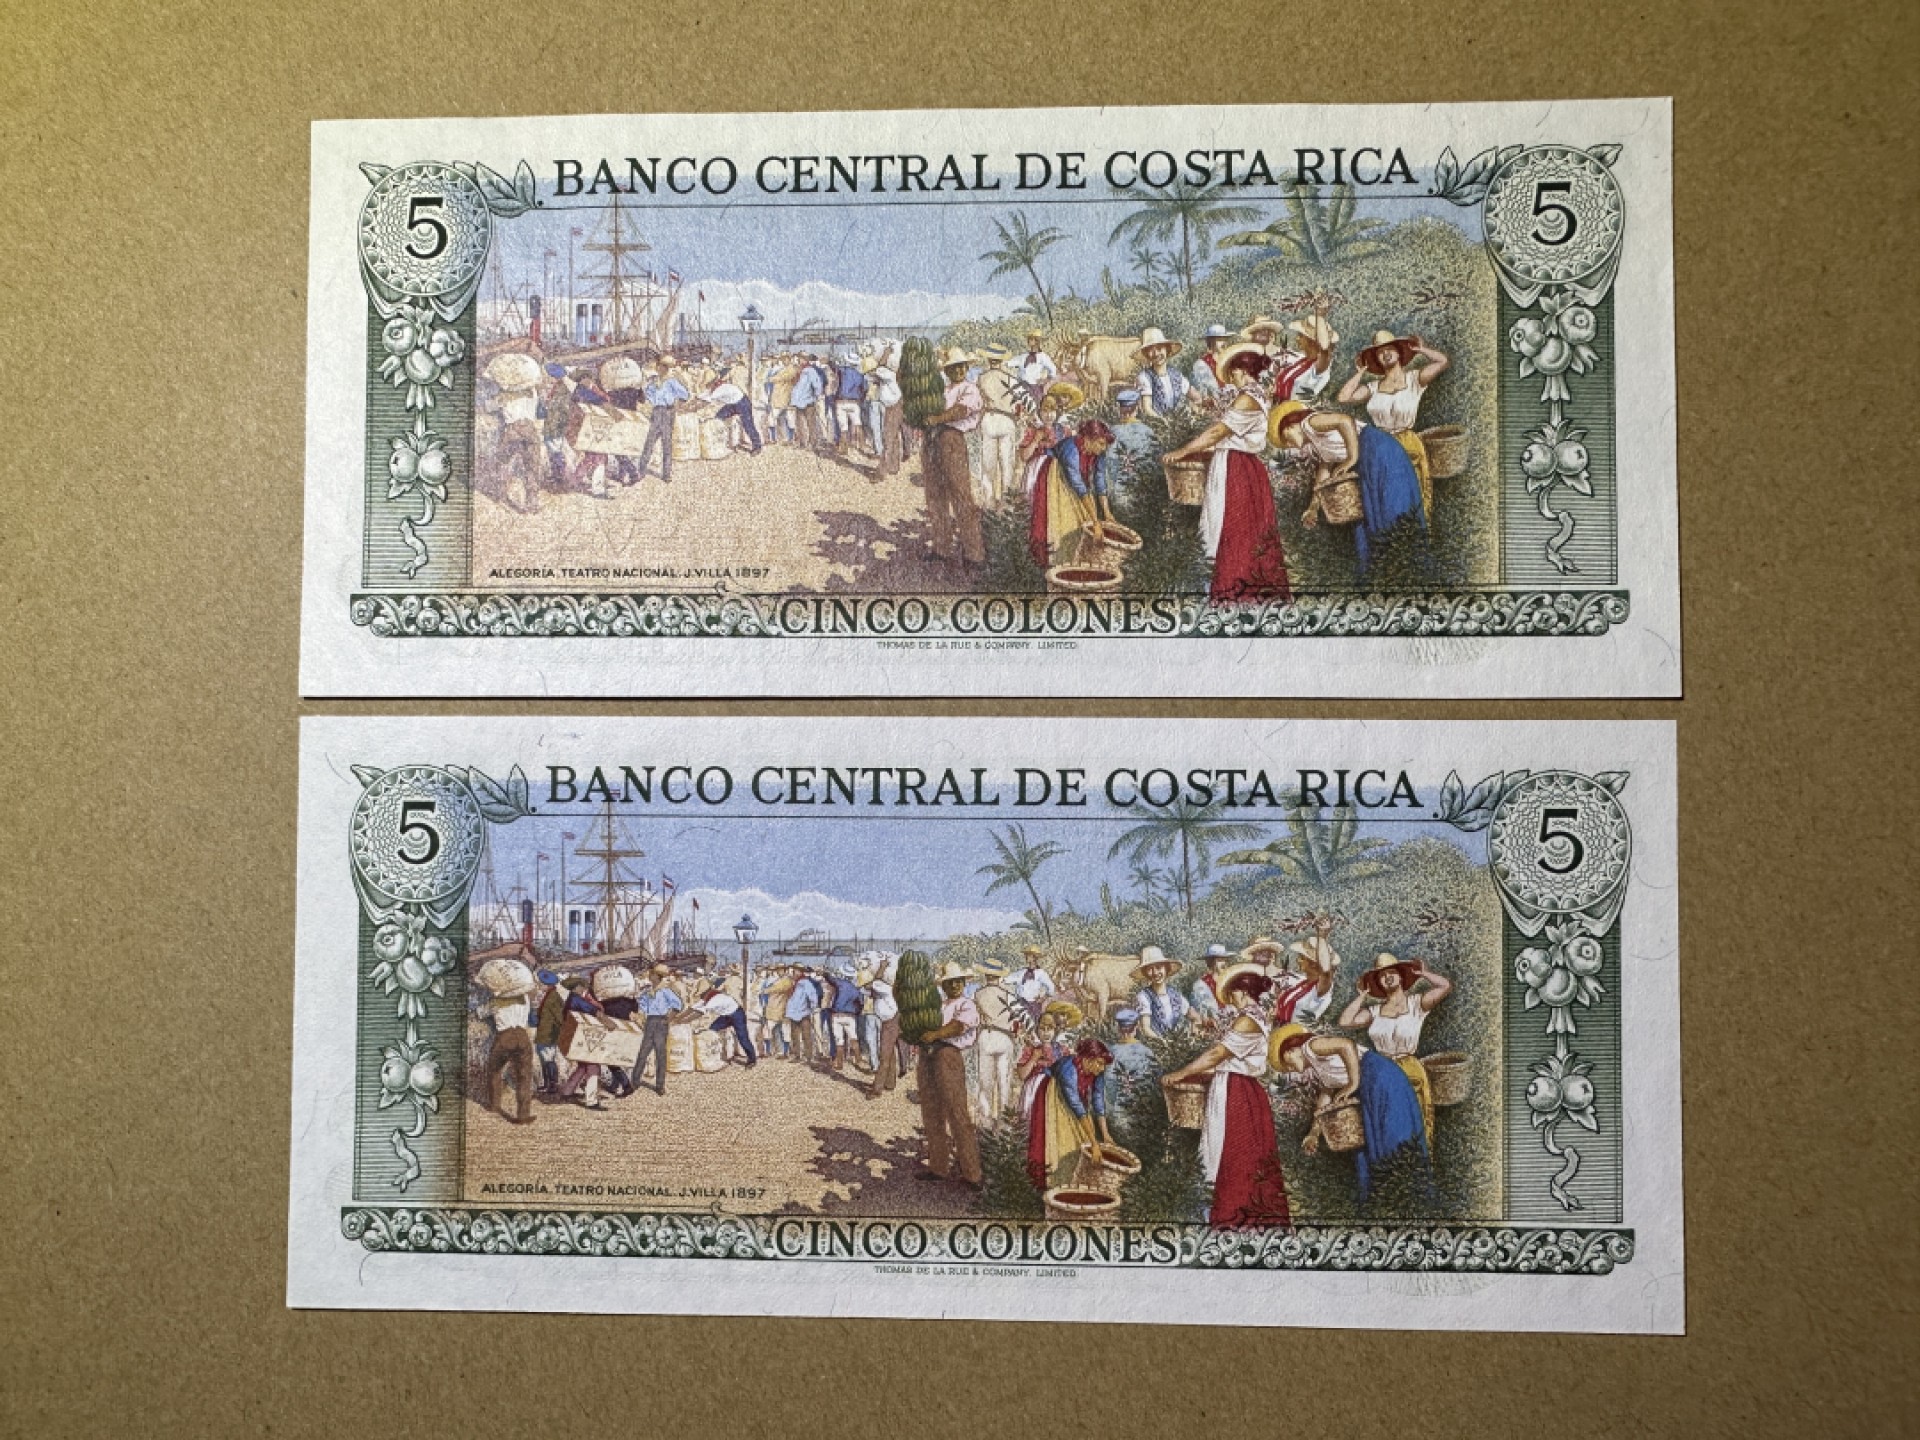 BANCO CENTRAL DE COSTA RICA
5 5
ALEGORÍA. TEATRO NACIONAL. J. VILLA 1897
CINCO COLONES
THOMAS DE LA RUE & COMPANY. LIMITED
BANCO CENTRAL DE COSTA RICA
5 5
ALEGORÍA. TEATRO NACIONAL. J. VILLA 1897
CINCO COLONES
THOMAS DE LA RUE & COMPANY. LIMITED